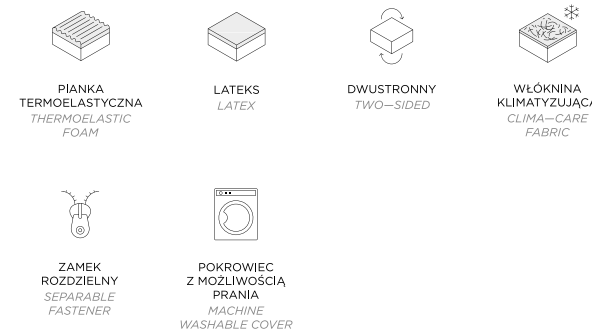 PIANKA
TERMOELASTYCZNA
THERMOELASTIC
FOAM
LATEKS
LATEX
DWUSTRONNY
TWO—SIDED
WŁÓKNINA
KLIMATYZUJĄCA
CLIMA—CARE
FABRIC
ZAMEK
ROZDZIELNY
SEPARABLE
FASTENER
POKROWIEC
Z MOŻLIWOŚCIĄ
PRANIA
MACHINE
WASHABLE COVER